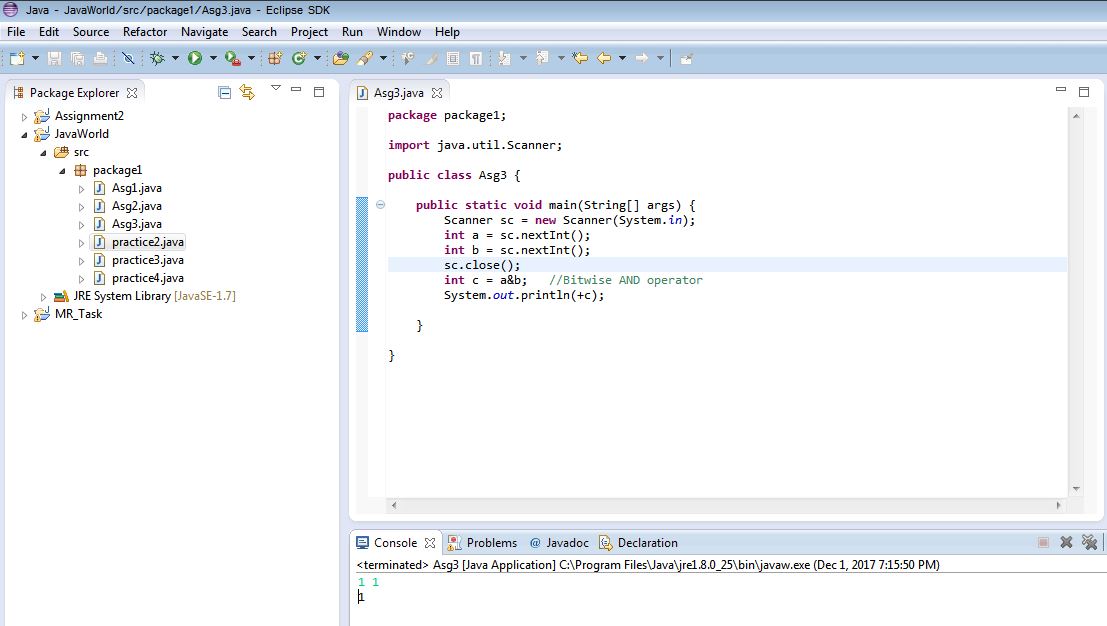 Java - JavaWorld/src/package1/Asg3.java - Eclipse SDK
File Edit Source Refactor Navigate Search Project Run Window Help
Package Explorer
Assignment2
JavaWorld
src
package1
Asg1.java
Asg2.java
Asg3.java
practice2.java
practice3.java
practice4.java
JRE System Library [JavaSE-1.7]
MR_Task
Asg3.java
package package1;
import java.util.Scanner;
public class Asg3 {
public static void main(String[] args) {
Scanner sc = new Scanner(System.in);
int a = sc.nextInt();
int b = sc.nextInt();
sc.close();
int c = a&b; //Bitwise AND operator
System.out.println(+c);
}
}
Console Problems @ Javadoc Declaration
<terminated> Asg3 [Java Application] C:\Program Files\Java\jre1.8.0_25\bin\javaw.exe (Dec 1, 2017 7:15:50 PM)
1 1
1